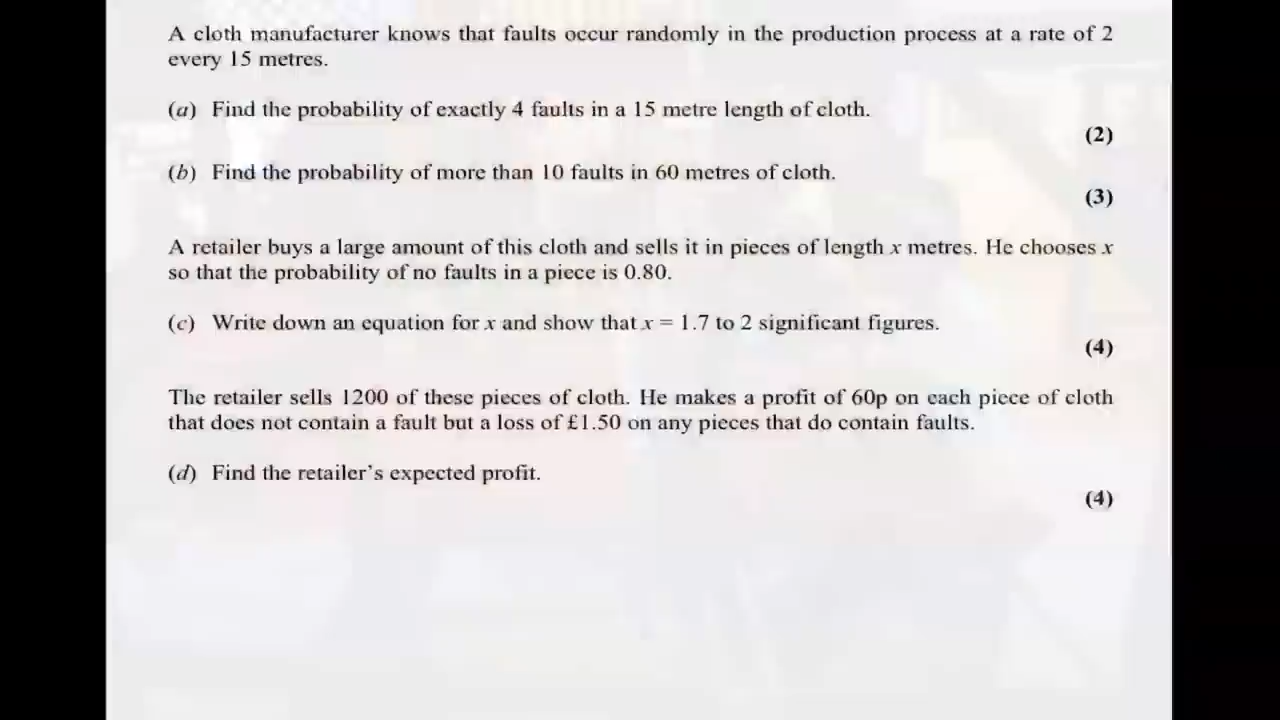 A cloth manufacturer knows that faults occur randomly in the production process at a rate of 2
every 15 metres.
(a) Find the probability of exactly 4 faults in a 15 metre length of cloth.
(2)
(b) Find the probability of more than 10 faults in 60 metres of cloth.
(3)
A retailer buys a large amount of this cloth and sells it in pieces of length x metres. He chooses x
so that the probability of no faults in a piece is 0.80.
(c) Write down an equation for x and show that x = 1.7 to 2 significant figures.
(4)
The retailer sells 1200 of these pieces of cloth. He makes a profit of 60p on each piece of cloth
that does not contain a fault but a loss of £1.50 on any pieces that do contain faults.
(d) Find the retailer’s expected profit.
(4)